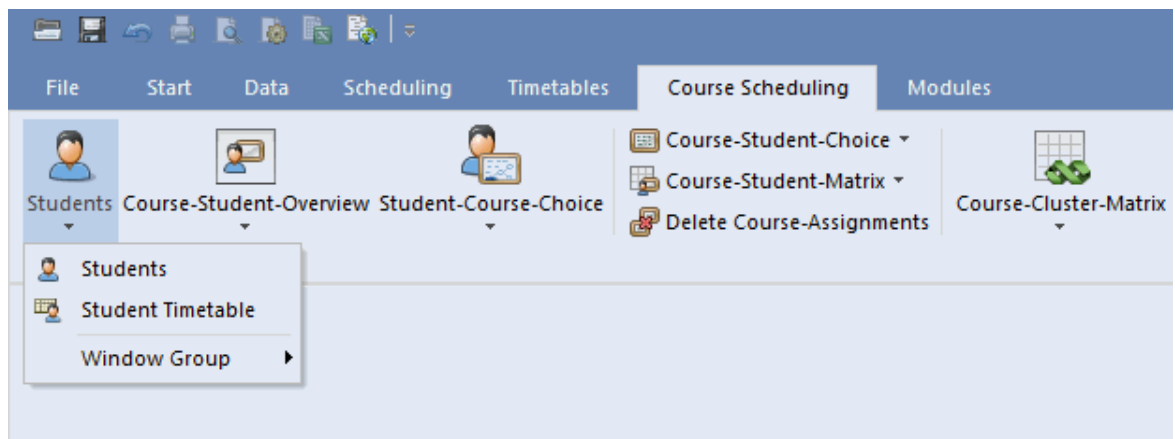 File Start Data Scheduling Timetables Course Scheduling Modules
Students Course-Student-Overview Student-Course-Choice
Course-Student-Choice
Course-Student-Matrix
Delete Course-Assignments
Course-Cluster-Matrix
Students
Student Timetable
Window Group